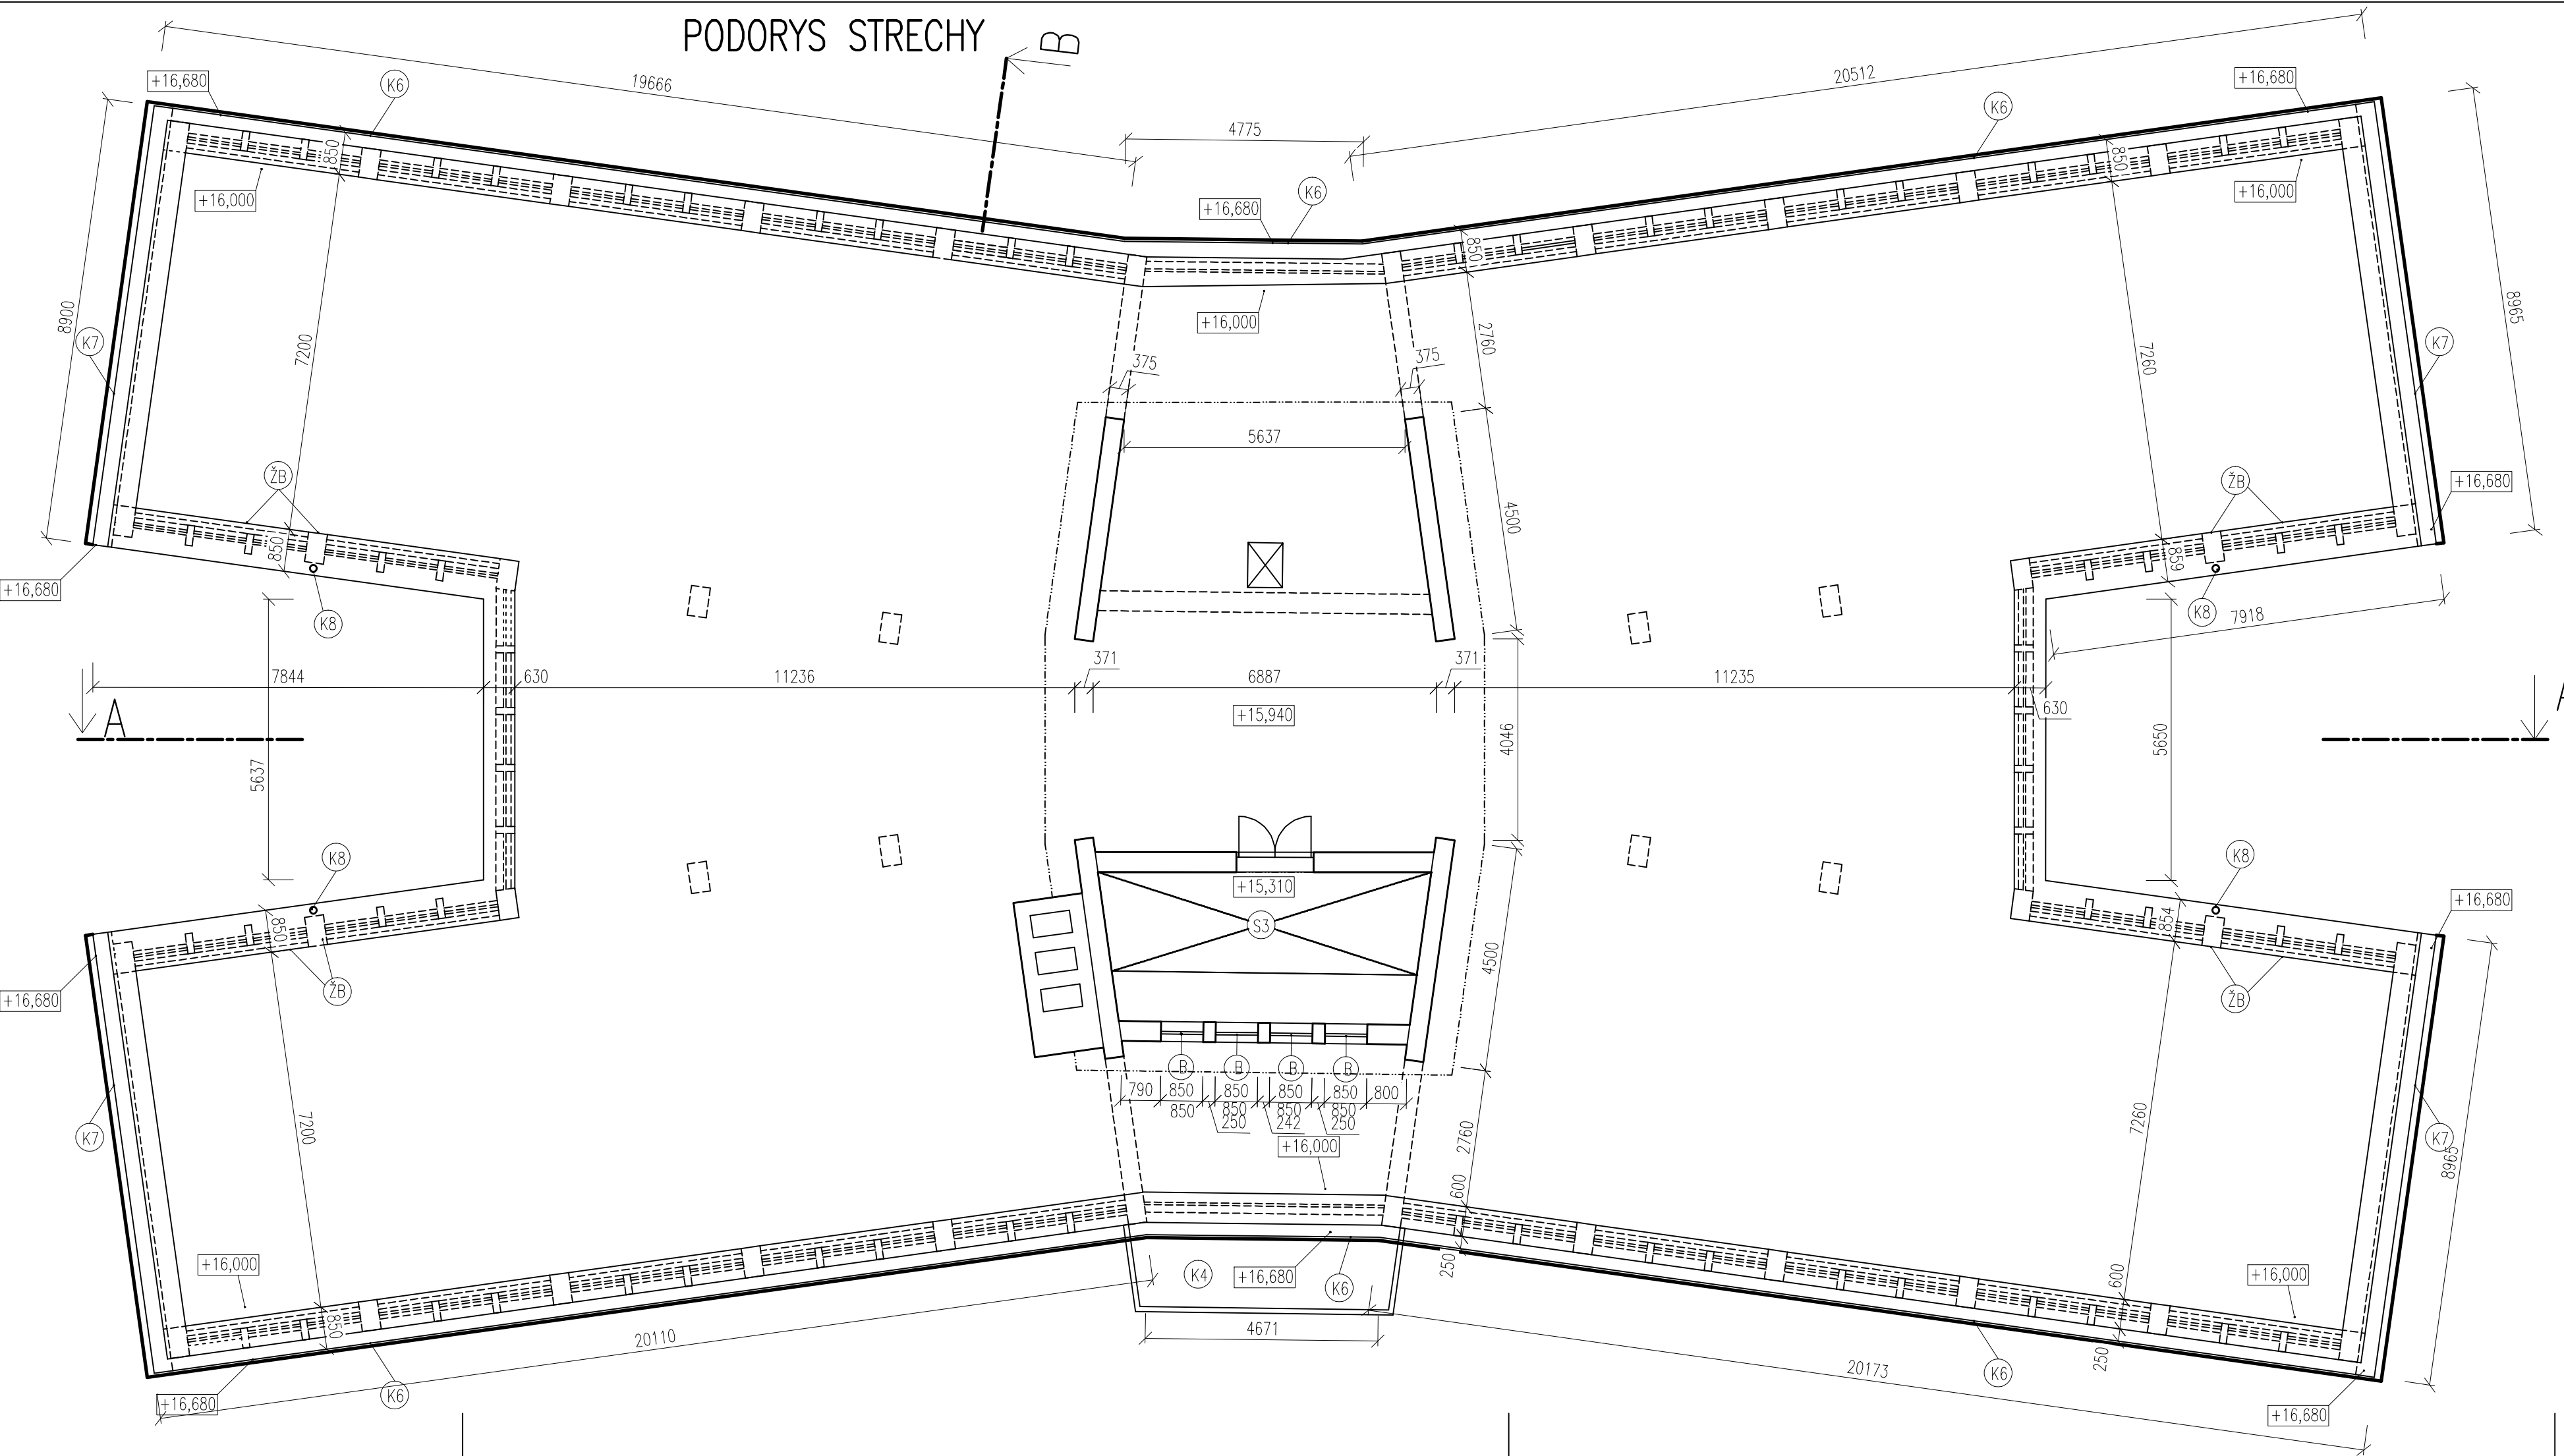 PODORYS STRECHY
B
19666
20512
+16,680
K6
+16,680
K6
4775
850
850
+16,000
+16,680
K6
+16,000
850
8900
8965
K7
7200
+16,000
2760
7260
K7
375
375
5637
ŽB
4500
ŽB
+16,680
850
859
+16,680
K8
K8
7918
7844
630
11236
371
6887
371
11235
630
A
+15,940
4046
A
5637
5650
K8
K8
+15,310
S3
850
854
+16,680
4500
+16,680
ŽB
ŽB
B
B
B
B
790
850
850
850
850
800
850
850
850
850
250
242
250
K7
7200
+16,000
2760
7260
K7
8965
600
+16,000
K4
+16,680
K6
250
+16,000
600
850
4671
20110
20173
250
K6
+16,680
K6
+16,680